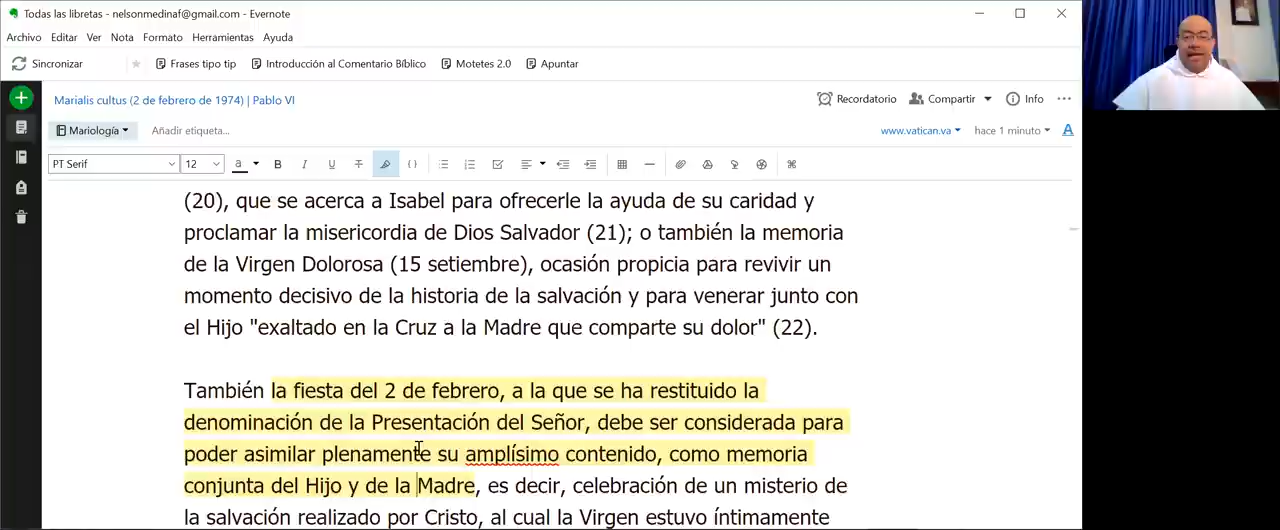 Todas las libretas - nelsonmedinaf@gmail.com - Evernote
Archivo Editar Ver Nota Formato Herramientas Ayuda
Sincronizar Frases tipo tip Introducción al Comentario Bíblico Motetes 2.0 Apuntar
Marialis cultus (2 de febrero de 1974) | Pablo VI Recordatorio Compartir Info
Mariología Añadir etiqueta... www.vatican.va hace 1 minuto A
PT Serif 12 a B I U T
(20), que se acerca a Isabel para ofrecerle la ayuda de su caridad y
proclamar la misericordia de Dios Salvador (21); o también la memoria
de la Virgen Dolorosa (15 setiembre), ocasión propicia para revivir un
momento decisivo de la historia de la salvación y para venerar junto con
el Hijo "exaltado en la Cruz a la Madre que comparte su dolor" (22).
También la fiesta del 2 de febrero, a la que se ha restituido la
denominación de la Presentación del Señor, debe ser considerada para
poder asimilar plenamente su amplísimo contenido, como memoria
conjunta del Hijo y de la Madre, es decir, celebración de un misterio de
la salvación realizado por Cristo, al cual la Virgen estuvo íntimamente